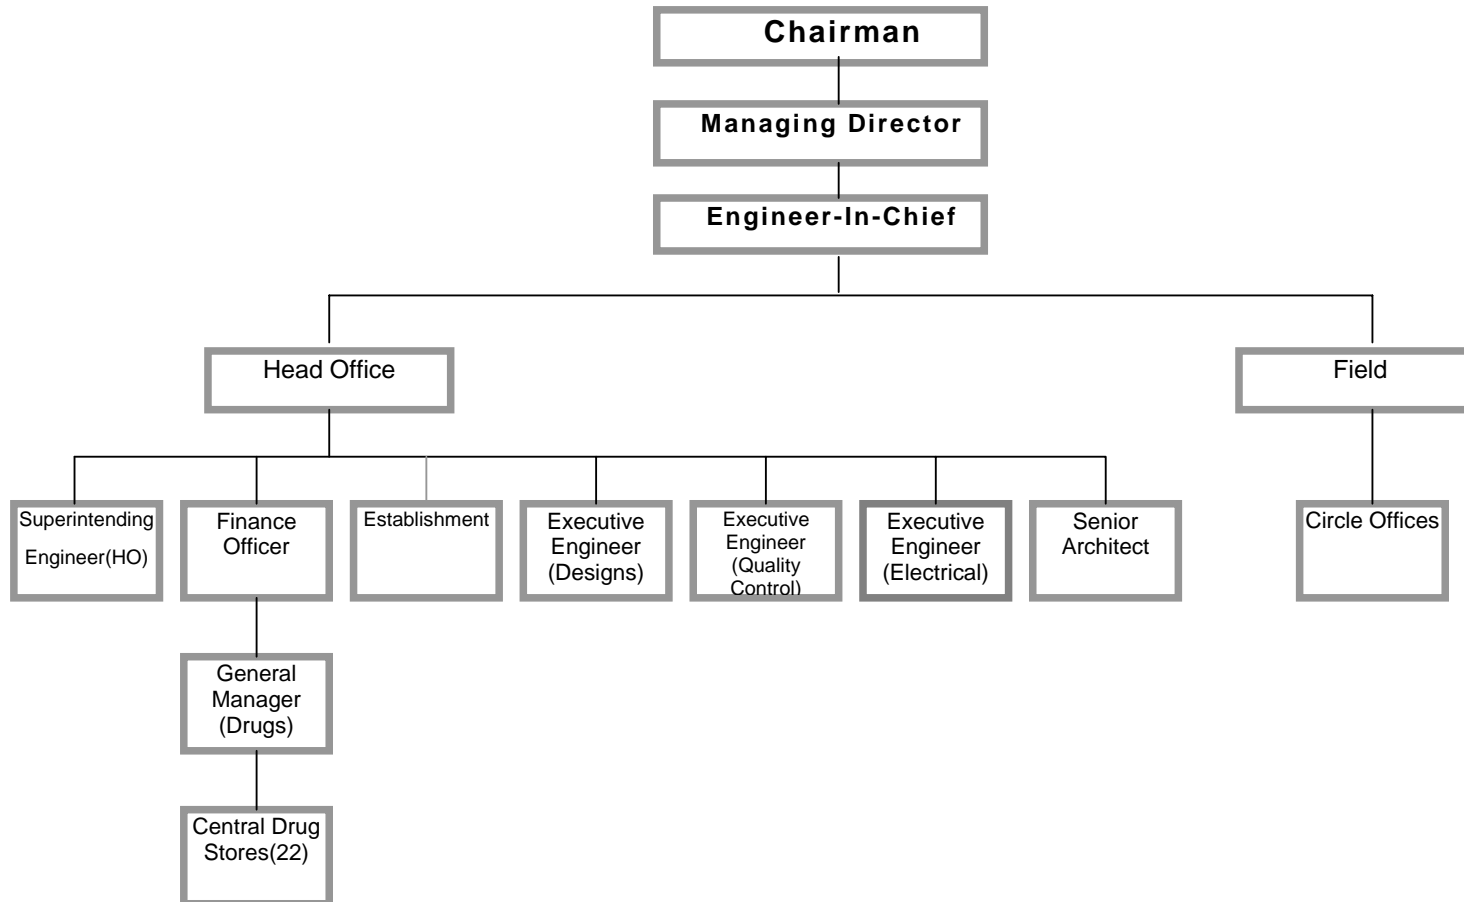 Chairman
Managing Director
Engineer-In-Chief
Head Office
Field
Superintending
Engineer(HO)
Finance
Officer
Establishment
Executive
Engineer
(Designs)
Executive
Engineer
(Quality
Control)
Executive
Engineer
(Electrical)
Senior
Architect
Circle Offices
General
Manager
(Drugs)
Central Drug
Stores(22)